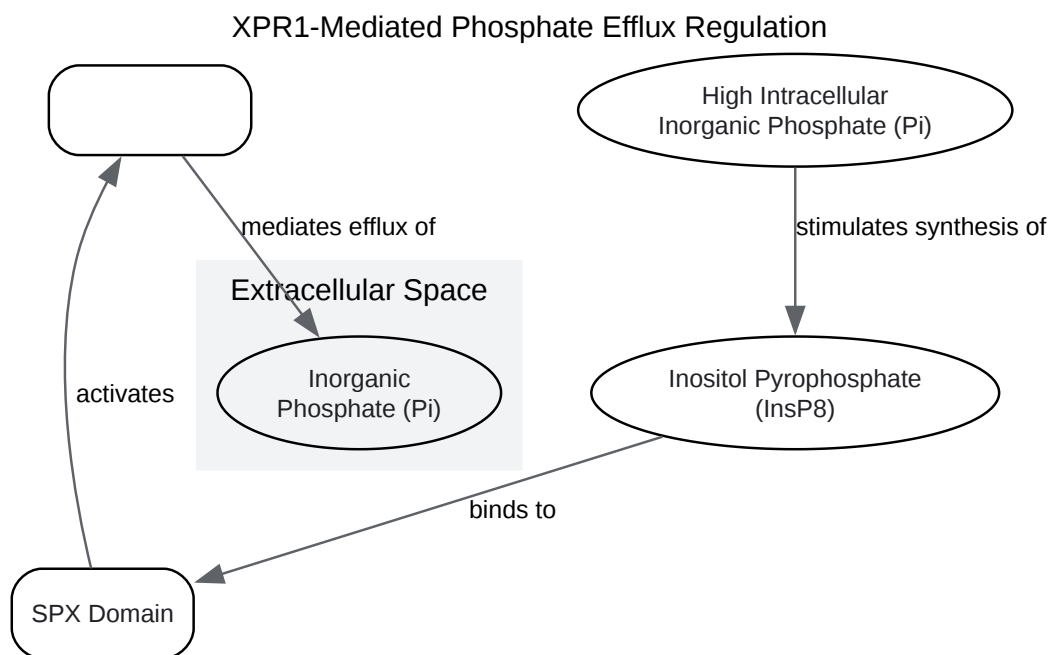 XPR1-Mediated Phosphate Efflux Regulation
High Intracellular
Inorganic Phosphate (Pi)
mediates efflux of
stimulates synthesis of
Extracellular Space
Inorganic
Phosphate (Pi)
Inositol Pyrophosphate
(InsP8)
activates
binds to
SPX Domain